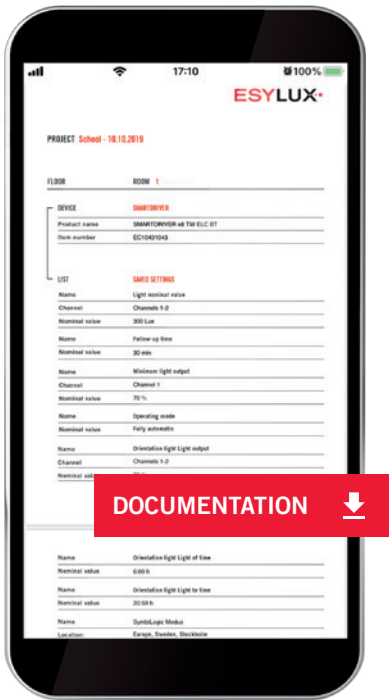 17:10 100%
ESYLUX
PROJECT School - 10.10.2019
FLOOR ROOM 1
DEVICE SMARTDRIVER
Product name SMARTDRIVER x8 TW ELC BT
Item number EC10431043
LIST SAVED SETTINGS
Name Light nominal value
Channel Channels 1-2
Nominal value 300 Lux
Name Follow-up time
Nominal value 30 min
Name Minimum light output
Channel Channel 1
Nominal value 70 %
Name Operating mode
Nominal value Fully automatic
Name Orientation light Light output
Channel Channels 1-2
Nominal
DOCUMENTATION
Name Orientation light Light of time
Nominal value 6:00 h
Name Orientation light Light to time
Nominal value 20:59 h
Name SymbiLogic Modus
Location: Europe, Sweden, Stockholm